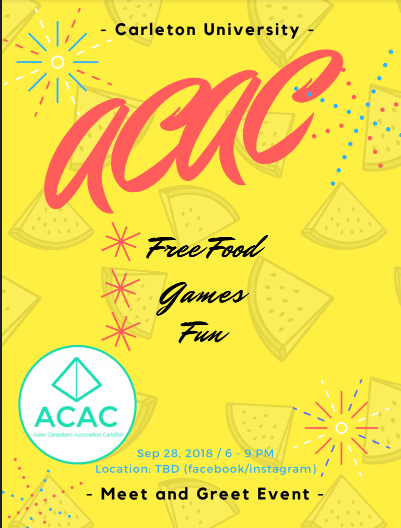 - Carleton University -
ACAC
Free Food
Games
Fun
ACAC
Asian Canadians Association Carleton
Sep 28, 2018 / 6 - 9 PM
Location: TBD (facebook/instagram)
- Meet and Greet Event -